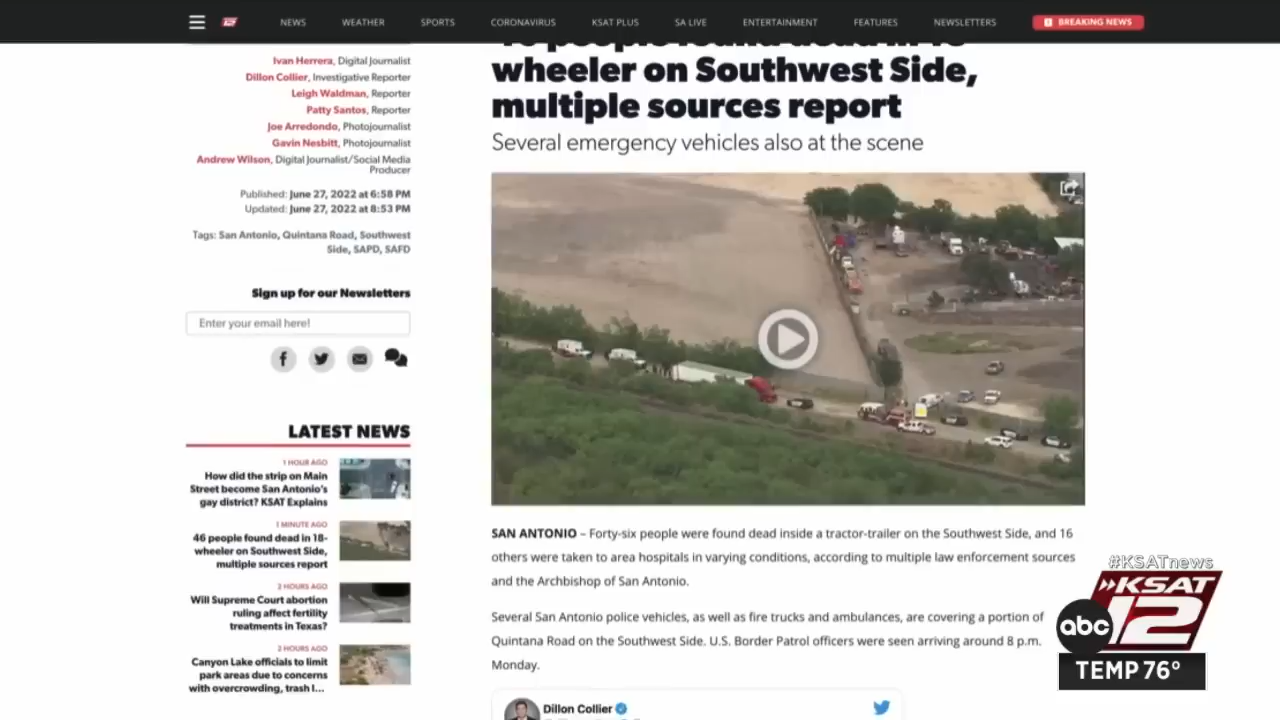 NEWS
WEATHER
SPORTS
CORONAVIRUS
KSAT PLUS
SA LIVE
ENTERTAINMENT
FEATURES
NEWSLETTERS
BREAKING NEWS
wheeler on Southwest Side,
multiple sources report
Several emergency vehicles also at the scene
Ivan Herrera, Digital Journalist
Dillon Collier, Investigative Reporter
Leigh Waldman, Reporter
Patty Santos, Reporter
Joe Arredondo, Photojournalist
Gavin Nesbitt, Photojournalist
Andrew Wilson, Digital Journalist/Social Media
Producer
Published: June 27, 2022 at 6:58 PM
Updated: June 27, 2022 at 8:53 PM
Tags: San Antonio, Quintana Road, Southwest
Side, SAPD, SAFD
Sign up for our Newsletters
Enter your email here!
LATEST NEWS
1 HOUR AGO
How did the strip on Main
Street become San Antonio's
gay district? KSAT Explains
1 MINUTE AGO
46 people found dead in 18-
wheeler on Southwest Side,
multiple sources report
2 HOURS AGO
Will Supreme Court abortion
ruling affect fertility
treatments in Texas?
2 HOURS AGO
Canyon Lake officials to limit
park areas due to concerns
with overcrowding, trash l...
SAN ANTONIO – Forty-six people were found dead inside a tractor-trailer on the Southwest Side, and 16
others were taken to area hospitals in varying conditions, according to multiple law enforcement sources
and the Archbishop of San Antonio.
Several San Antonio police vehicles, as well as fire trucks and ambulances, are covering a portion of
Quintana Road on the Southwest Side. U.S. Border Patrol officers were seen arriving around 8 p.m.
Monday.
Dillon Collier
#KSATnews
KSAT
abc
12
TEMP 76°